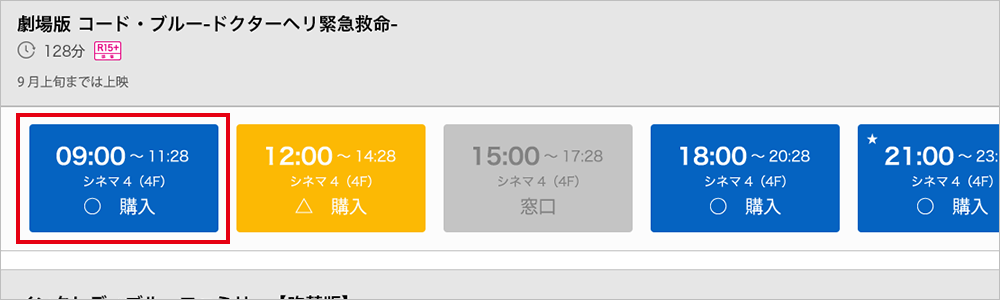 劇場版 コード・ブルー-ドクターヘリ緊急救命-
128分 R15+
9月上旬までは上映
09:00 ～ 11:28
シネマ4（4F）
○ 購入
12:00 ～ 14:28
シネマ4（4F）
△ 購入
15:00 ～ 17:28
シネマ4（4F）
窓口
18:00 ～ 20:28
シネマ4（4F）
○ 購入
★
21:00 ～ 23:
シネマ4（4F）
○ 購入